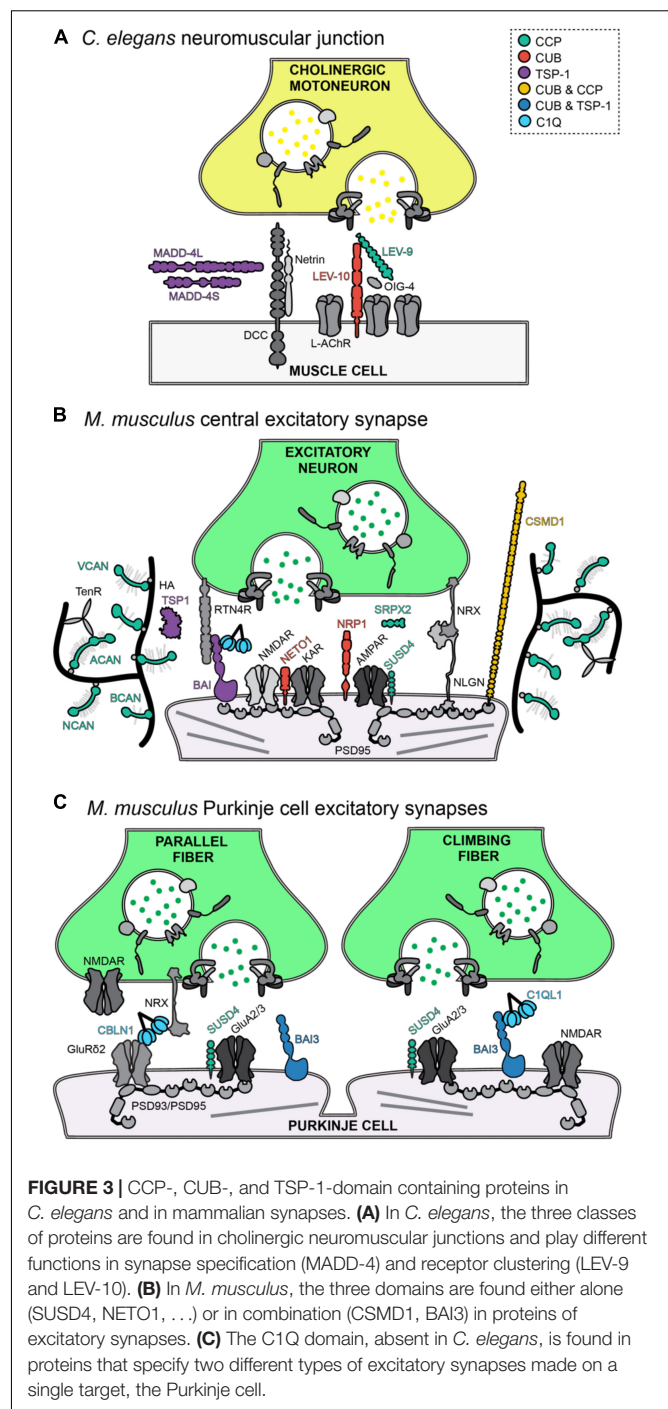 A C. elegans neuromuscular junction
CCP
CUB
TSP-1
CUB & CCP
CUB & TSP-1
C1Q
CHOLINERGIC
MOTONEURON
MADD-4L
MADD-4S
Netrin
LEV-9
LEV-10
OIG-4
DCC
L-AChR
MUSCLE CELL
B M. musculus central excitatory synapse
EXCITATORY
NEURON
CSMD1
VCAN
TenR
HA
TSP1
RTN4R
ACAN
BCAN
NCAN
BAI
NMDAR
NETO1
KAR
NRP1
SRPX2
AMPAR
SUSD4
NRX
NLGN
PSD95
C M. musculus Purkinje cell excitatory synapses
PARALLEL
FIBER
CLIMBING
FIBER
NMDAR
NRX
CBLN1
GluRδ2
SUSD4
GluA2/3
BAI3
PSD93/PSD95
C1QL1
SUSD4
GluA2/3
BAI3
NMDAR
PURKINJE CELL
FIGURE 3 | CCP-, CUB-, and TSP-1-domain containing proteins in
C. elegans and in mammalian synapses. (A) In C. elegans, the three classes
of proteins are found in cholinergic neuromuscular junctions and play different
functions in synapse specification (MADD-4) and receptor clustering (LEV-9
and LEV-10). (B) In M. musculus, the three domains are found either alone
(SUSD4, NETO1, . . .) or in combination (CSMD1, BAI3) in proteins of
excitatory synapses. (C) The C1Q domain, absent in C. elegans, is found in
proteins that specify two different types of excitatory synapses made on a
single target, the Purkinje cell.